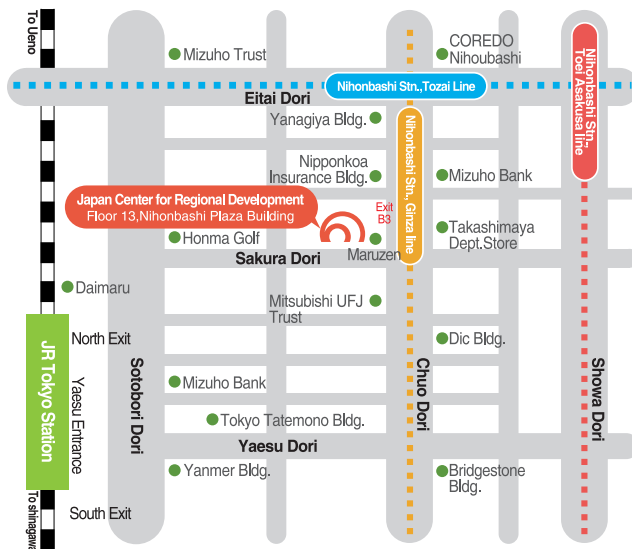 To Ueno
Mizuho Trust
COREDO
Nihoubashi
Nihonbashi Stn.,
Toei Asakusa line
Nihonbashi Stn.,Tozai Line
Eitai Dori
Yanagiya Bldg.
Nihonbashi Stn., Ginza line
Nipponkoa
Insurance Bldg.
Mizuho Bank
Japan Center for Regional Development
Floor 13,Nihonbashi Plaza Building
Exit
B3
Takashimaya
Dept.Store
Honma Golf
Maruzen
Sakura Dori
Daimaru
Mitsubishi UFJ
Trust
North Exit
Dic Bldg.
JR Tokyo Station
Yaesu Entrance
Sotobori Dori
Chuo Dori
Showa Dori
Mizuho Bank
Tokyo Tatemono Bldg.
Yaesu Dori
Yanmer Bldg.
Bridgestone
Bldg.
To shinagawa
South Exit